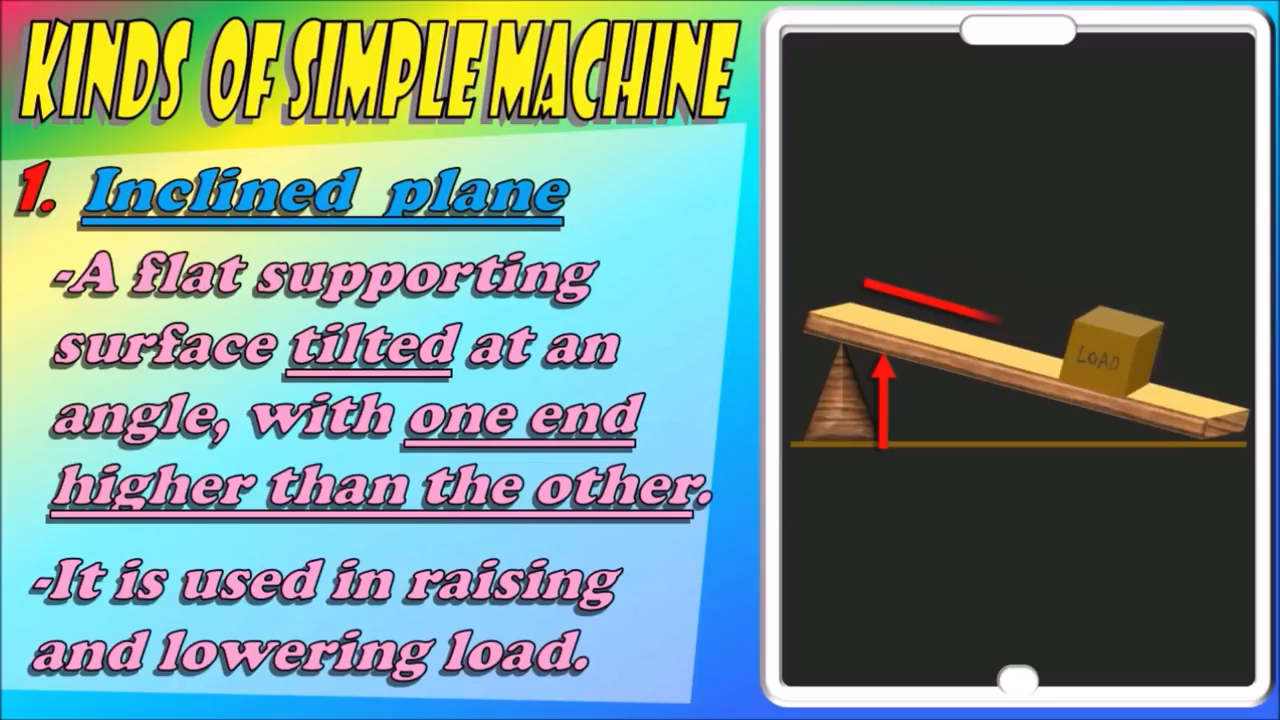 KINDS OF SIMPLE MACHINE
1. Inclined plane
-A flat supporting
surface tilted at an
angle, with one end
higher than the other.
-It is used in raising
and lowering load.
LOAD